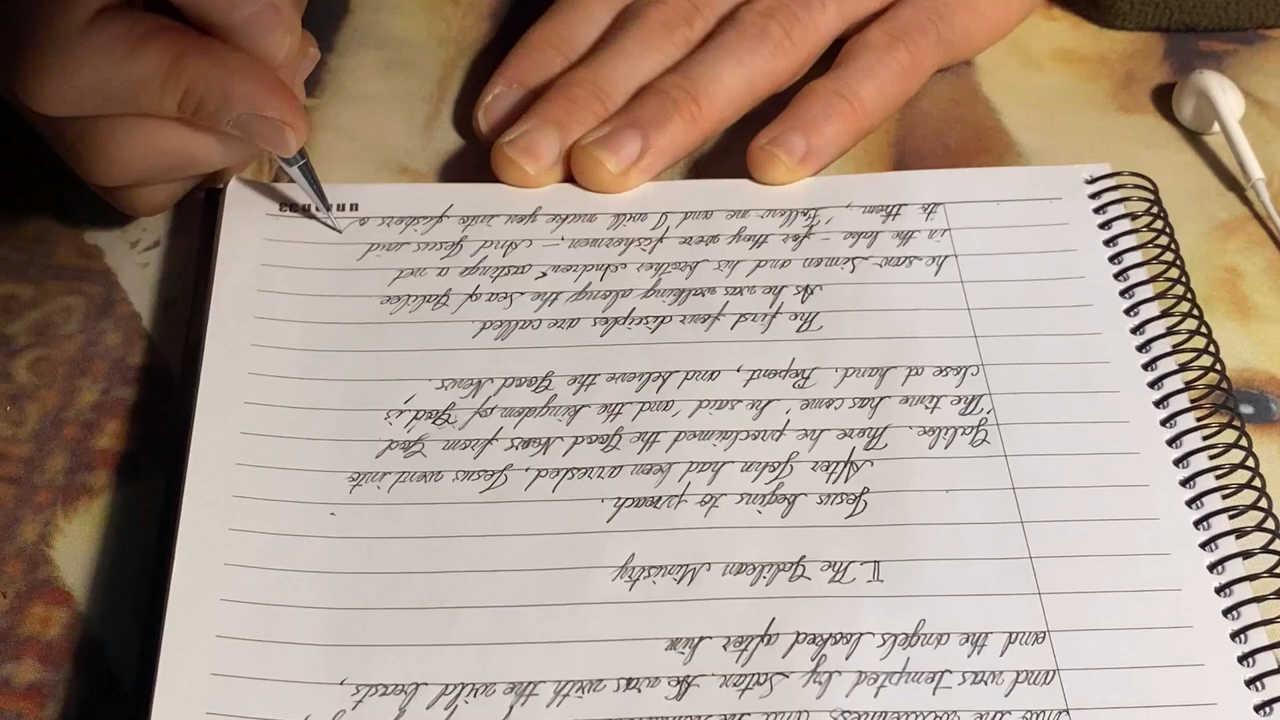 and was tempted by Satan. He was with the wild beasts,
and the angels looked after him
II The Galilean Ministry
Jesus begins to preach.
After John had been arrested, Jesus went into
Galilee. There he proclaimed the Good News from God
'The time has come' he said 'and the kingdom of God is
close at hand. Repent, and believe the Good News.
The first four disciples are called
As he was walking along the Sea of Galilee
he saw Simon and his brother Andrew a net
in the lake – for they were fishermen, – And Jesus said
to them, 'Follow me and I will make you into fishers o